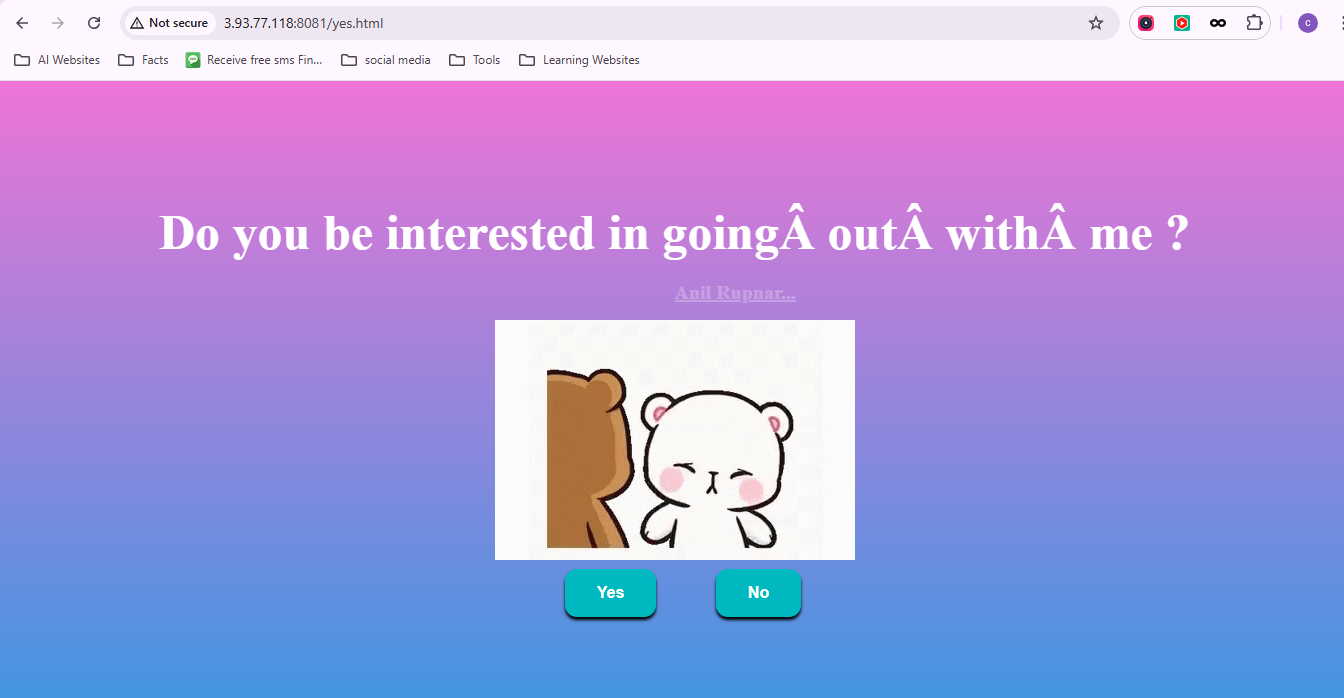 Not secure
3.93.77.118:8081/yes.html
c
AI Websites
Facts
Receive free sms Fin...
social media
Tools
Learning Websites
Do you be interested in goingÂ outÂ withÂ me ?
Anil Rupnar...
Yes
No